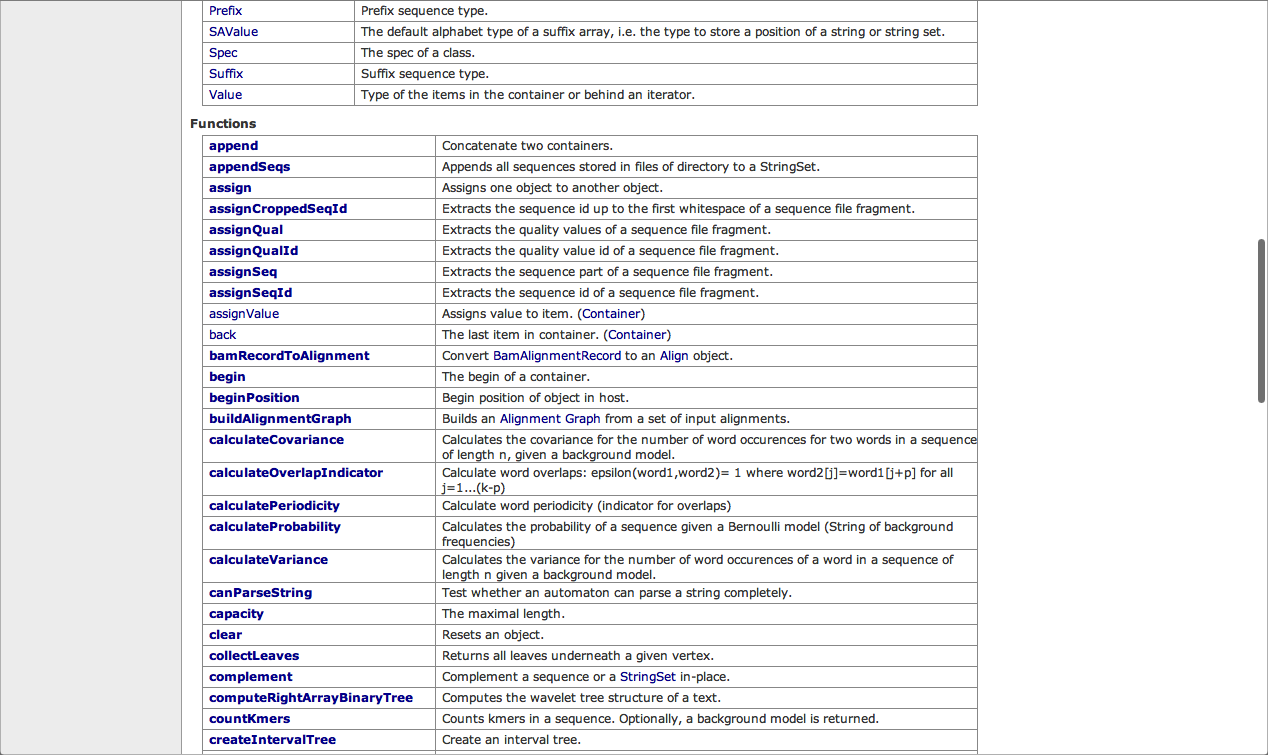 Prefix Prefix sequence type.
SAValue The default alphabet type of a suffix array, i.e. the type to store a position of a string or string set.
Spec The spec of a class.
Suffix Suffix sequence type.
Value Type of the items in the container or behind an iterator.
Functions
append Concatenate two containers.
appendSeqs Appends all sequences stored in files of directory to a StringSet.
assign Assigns one object to another object.
assignCroppedSeqId Extracts the sequence id up to the first whitespace of a sequence file fragment.
assignQual Extracts the quality values of a sequence file fragment.
assignQualId Extracts the quality value id of a sequence file fragment.
assignSeq Extracts the sequence part of a sequence file fragment.
assignSeqId Extracts the sequence id of a sequence file fragment.
assignValue Assigns value to item. (Container)
back The last item in container. (Container)
bamRecordToAlignment Convert BamAlignmentRecord to an Align object.
begin The begin of a container.
beginPosition Begin position of object in host.
buildAlignmentGraph Builds an Alignment Graph from a set of input alignments.
calculateCovariance Calculates the covariance for the number of word occurences for two words in a sequence
of length n, given a background model.
calculateOverlapIndicator Calculate word overlaps: epsilon(word1,word2)= 1 where word2[j]=word1[j+p] for all
j=1...(k-p)
calculatePeriodicity Calculate word periodicity (indicator for overlaps)
calculateProbability Calculates the probability of a sequence given a Bernoulli model (String of background
frequencies)
calculateVariance Calculates the variance for the number of word occurences of a word in a sequence of
length n given a background model.
canParseString Test whether an automaton can parse a string completely.
capacity The maximal length.
clear Resets an object.
collectLeaves Returns all leaves underneath a given vertex.
complement Complement a sequence or a StringSet in-place.
computeRightArrayBinaryTree Computes the wavelet tree structure of a text.
countKmers Counts kmers in a sequence. Optionally, a background model is returned.
createIntervalTree Create an interval tree.